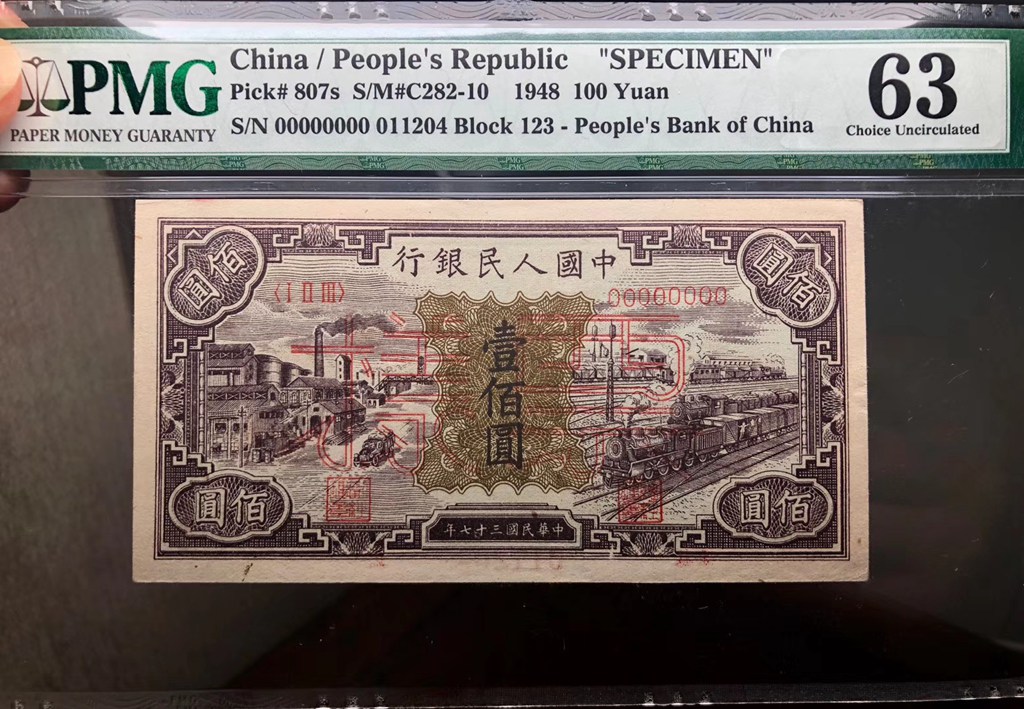 PMG
PAPER MONEY GUARANTY
China / People's Republic "SPECIMEN"
Pick# 807s S/M#C282-10 1948 100 Yuan
S/N 00000000 011204 Block 123 - People's Bank of China
63
Choice Uncirculated
行銀民人國中
圓佰
圓佰
〈I II III〉
00000000
壹佰圓
圓佰
圓佰
年七十三國民華中